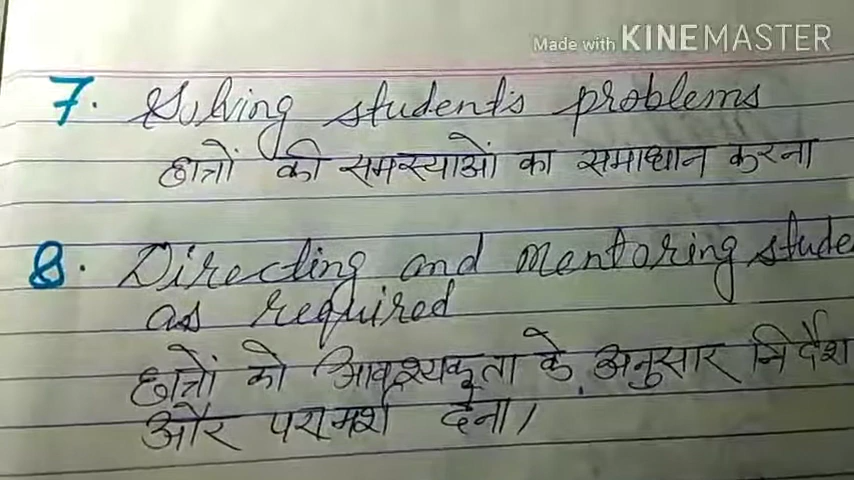 Made with KINEMASTER
7. Solving student's problems
छात्रों की समस्याओं का समाधान करना
8. Directing and mentoring stude
as required
छात्रों को आवश्यकता के अनुसार निर्देश
और परामर्श देना।